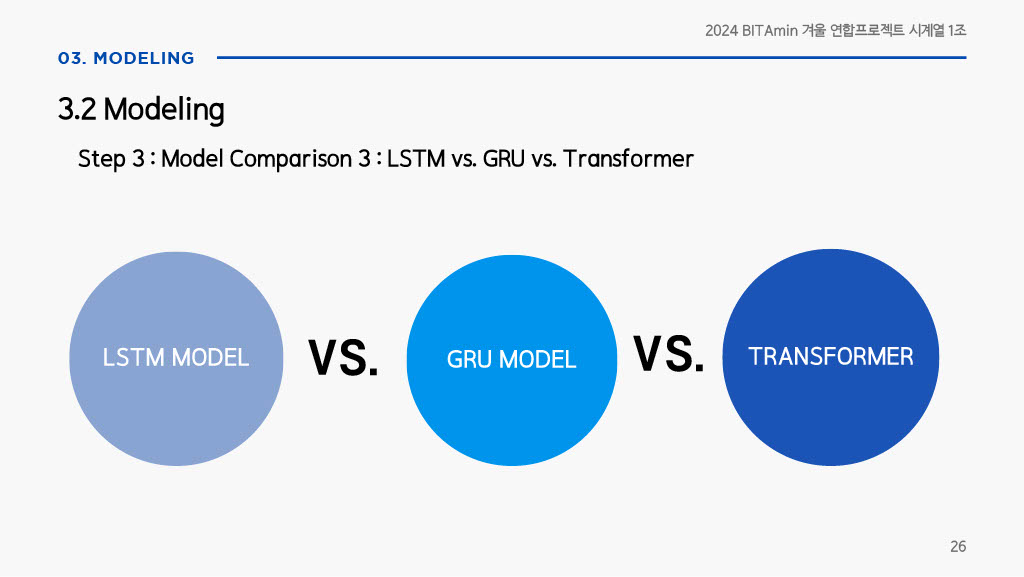 2024 BITAmin 겨울 연합프로젝트 시계열 1조
03. MODELING
3.2 Modeling
Step 3 : Model Comparison 3 : LSTM vs. GRU vs. Transformer
LSTM MODEL
VS.
GRU MODEL
VS.
TRANSFORMER
26